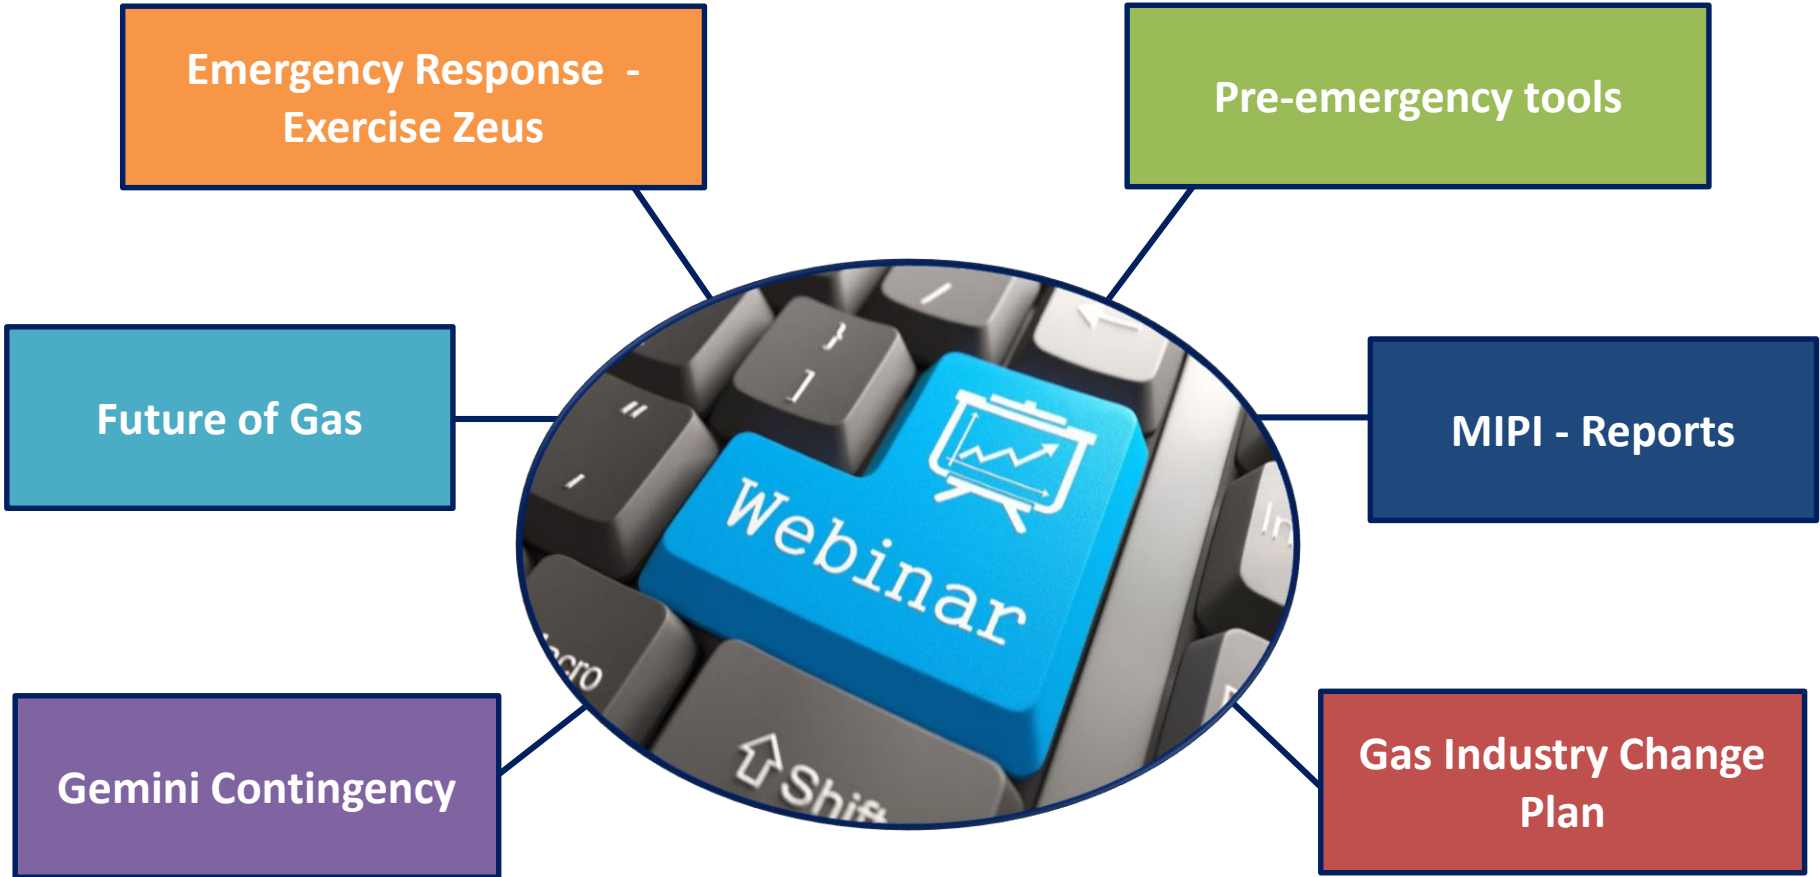 Emergency Response -
Exercise Zeus
Pre-emergency tools
Future of Gas
MIPI - Reports
Webinar
Shift
Gemini Contingency
Gas Industry Change
Plan